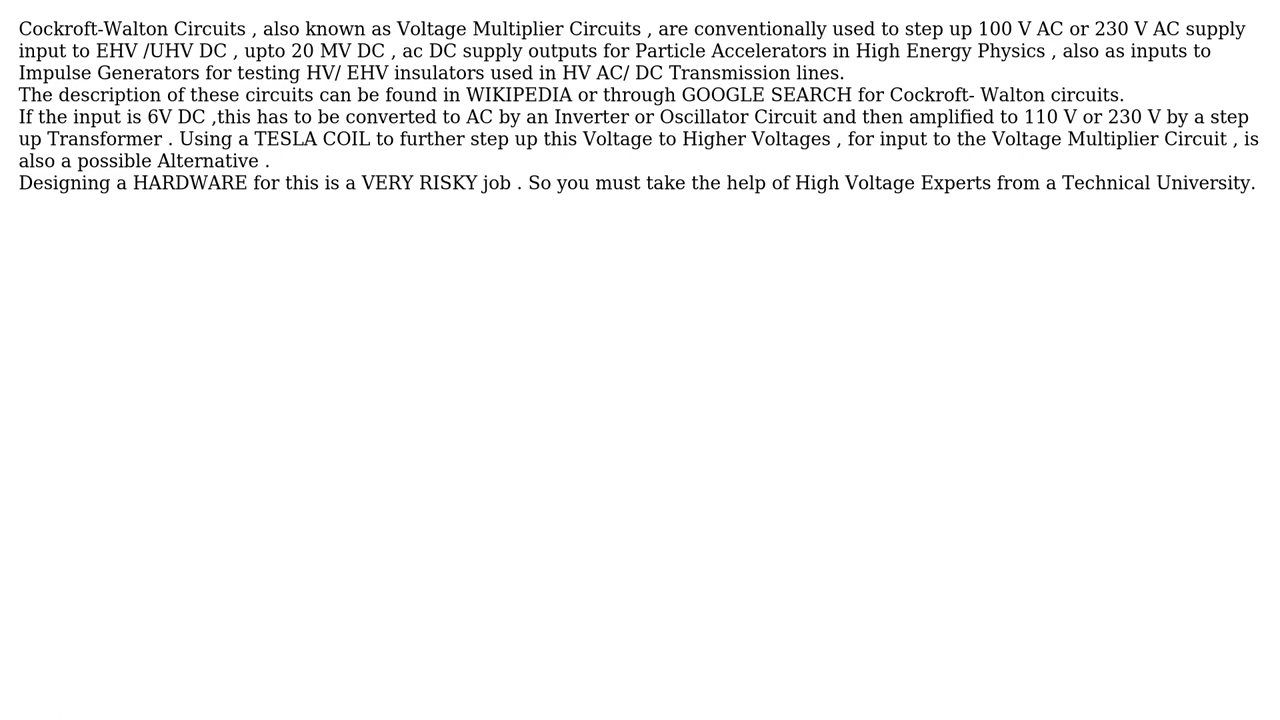 Cockroft-Walton Circuits , also known as Voltage Multiplier Circuits , are conventionally used to step up 100 V AC or 230 V AC supply
input to EHV /UHV DC , upto 20 MV DC , ac DC supply outputs for Particle Accelerators in High Energy Physics , also as inputs to
Impulse Generators for testing HV/ EHV insulators used in HV AC/ DC Transmission lines.
The description of these circuits can be found in WIKIPEDIA or through GOOGLE SEARCH for Cockroft- Walton circuits.
If the input is 6V DC ,this has to be converted to AC by an Inverter or Oscillator Circuit and then amplified to 110 V or 230 V by a step
up Transformer . Using a TESLA COIL to further step up this Voltage to Higher Voltages , for input to the Voltage Multiplier Circuit , is
also a possible Alternative .
Designing a HARDWARE for this is a VERY RISKY job . So you must take the help of High Voltage Experts from a Technical University.